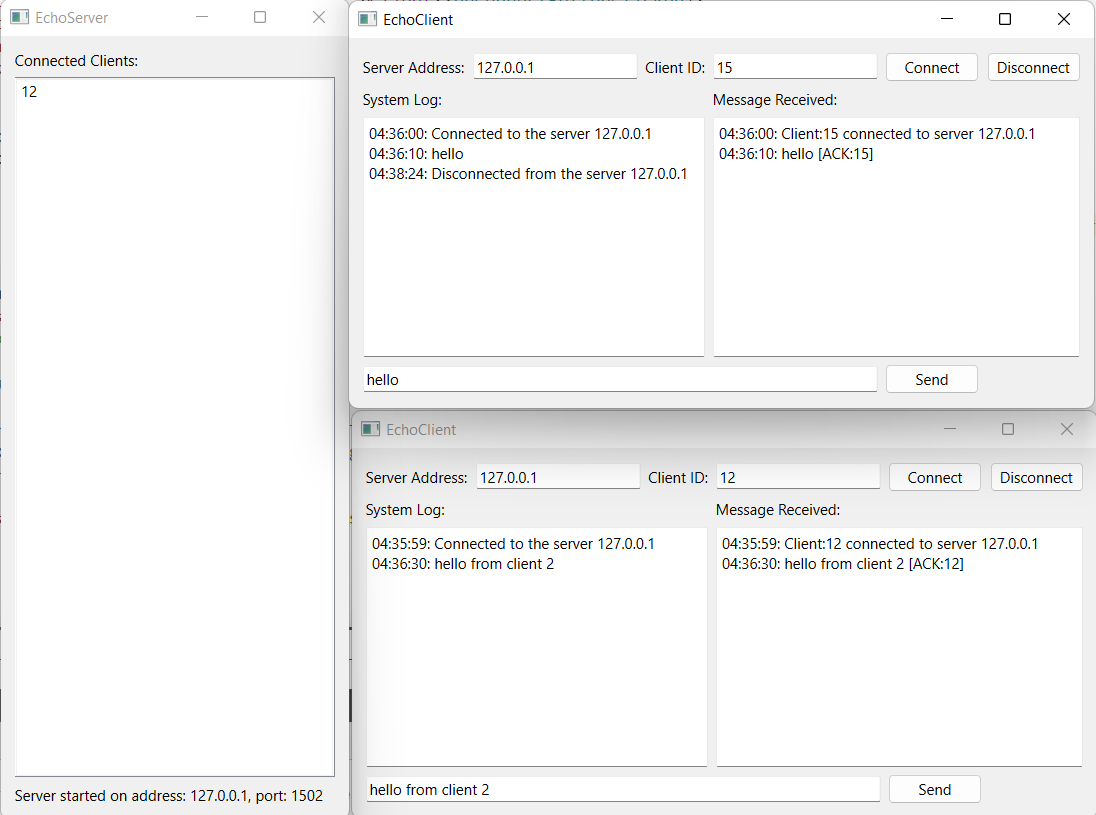 EchoServer
Connected Clients:
12
Server started on address: 127.0.0.1, port: 1502
EchoClient
Server Address: 127.0.0.1 Client ID: 15 Connect Disconnect
System Log: Message Received:
04:36:00: Connected to the server 127.0.0.1
04:36:10: hello
04:38:24: Disconnected from the server 127.0.0.1
04:36:00: Client:15 connected to server 127.0.0.1
04:36:10: hello [ACK:15]
hello Send
EchoClient
Server Address: 127.0.0.1 Client ID: 12 Connect Disconnect
System Log: Message Received:
04:35:59: Connected to the server 127.0.0.1
04:36:30: hello from client 2
04:35:59: Client:12 connected to server 127.0.0.1
04:36:30: hello from client 2 [ACK:12]
hello from client 2 Send